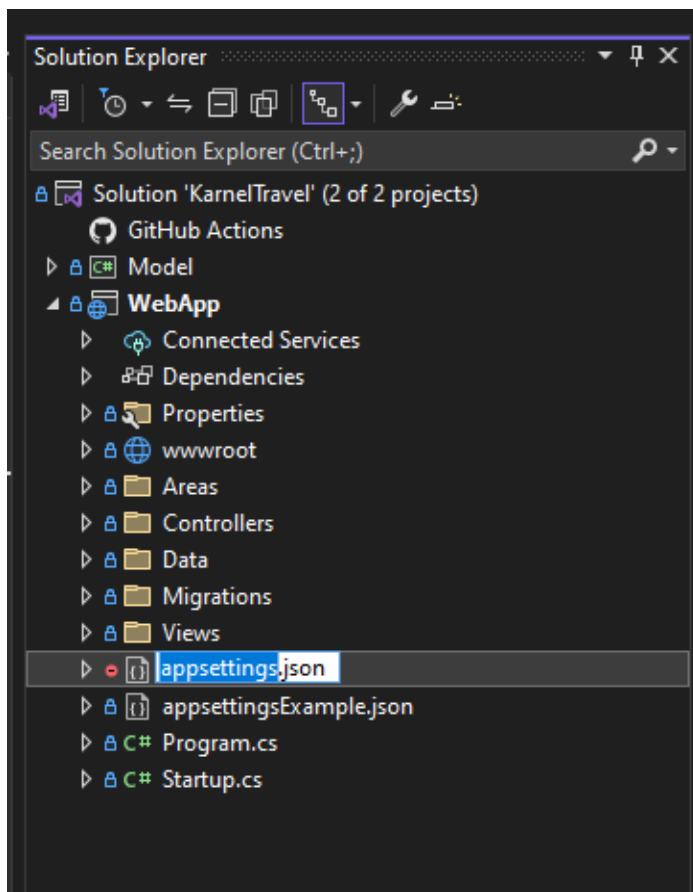 Solution Explorer
Search Solution Explorer (Ctrl+;)
Solution 'KarnelTravel' (2 of 2 projects)
GitHub Actions
C# Model
WebApp
Connected Services
Dependencies
Properties
wwwroot
Areas
Controllers
Data
Migrations
Views
{} appsettings.json
{} appsettingsExample.json
C# Program.cs
C# Startup.cs